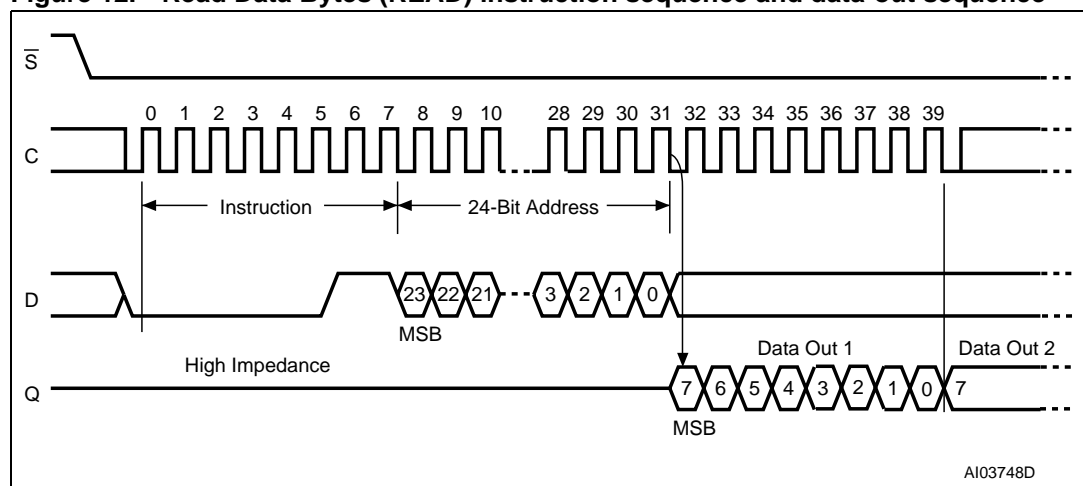 Figure 12. Read Data Bytes (READ) instruction sequence and data-out sequence
S
0 1 2 3 4 5 6 7 8 9 10 28 29 30 31 32 33 34 35 36 37 38 39
C
Instruction 24-Bit Address
D 23 22 21 3 2 1 0
MSB
High Impedance Data Out 1 Data Out 2
Q 7 6 5 4 3 2 1 0 7
MSB
AI03748D